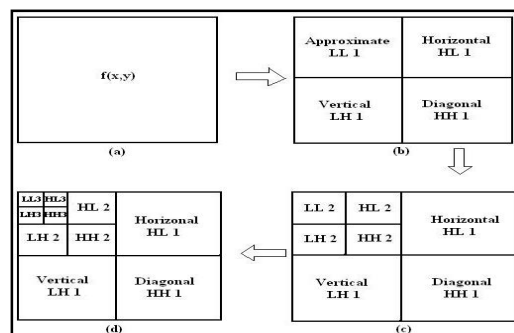 f(x,y)
(a)
Approximate
LL 1
Horizontal
HL 1
Vertical
LH 1
Diagonal
HH 1
(b)
LL3 HL3
LH3 HH3
HL 2
LH 2
HH 2
Horizonal
HL 1
Vertical
LH 1
Diagonal
HH 1
(d)
LL 2
HL 2
LH 2
HH 2
Horizontal
HL 1
Vertical
LH 1
Diagonal
HH 1
(c)